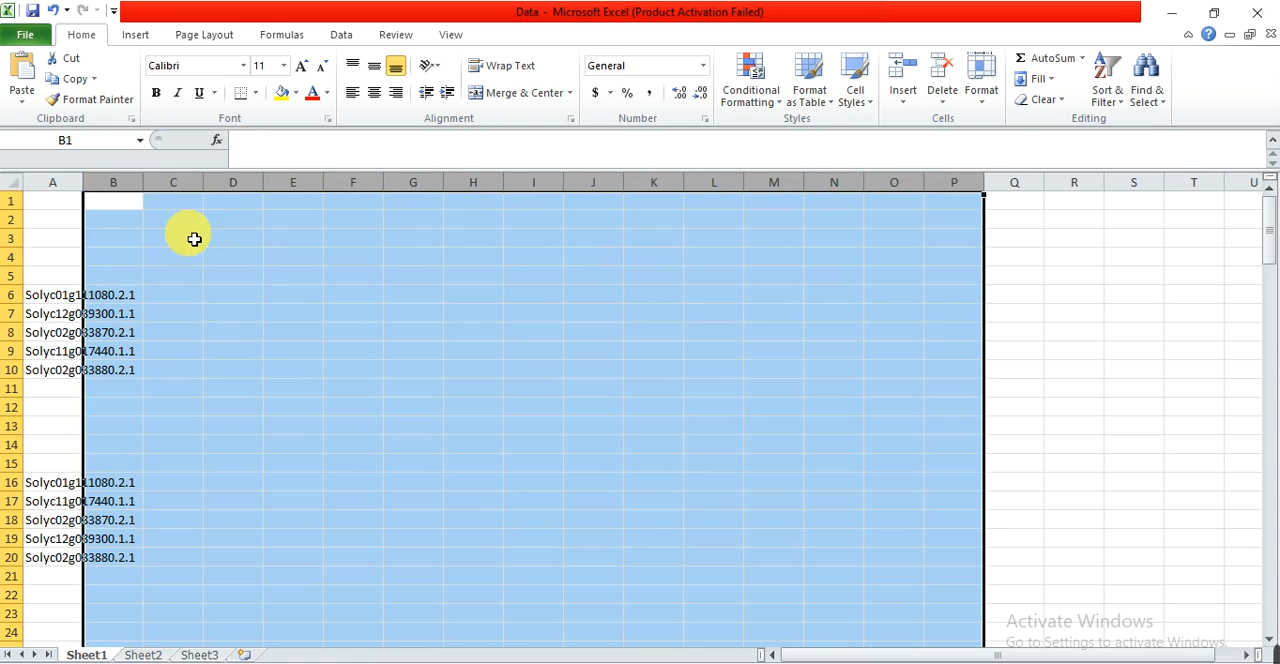 Data - Microsoft Excel (Product Activation Failed)
File Home Insert Page Layout Formulas Data Review View
Paste Cut Copy Format Painter Clipboard
Calibri 11 B I U A A A Font
Wrap Text Merge & Center Alignment
General $ % , Number
Conditional Formatting Format as Table Cell Styles Styles
Insert Delete Format Cells
Σ AutoSum Fill Clear Sort & Filter Find & Select Editing
B1 fx
A B C D E F G H I J K L M N O P Q R S T U
1
2
3
4
5
6 Solyc01g111080.2.1
7 Solyc12g039300.1.1
8 Solyc02g033870.2.1
9 Solyc11g017440.1.1
10 Solyc02g033880.2.1
11
12
13
14
15
16 Solyc01g111080.2.1
17 Solyc11g017440.1.1
18 Solyc02g033870.2.1
19 Solyc12g039300.1.1
20 Solyc02g033880.2.1
21
22
23
24
Activate Windows
Go to Settings to activate Windows.
Sheet1 Sheet2 Sheet3